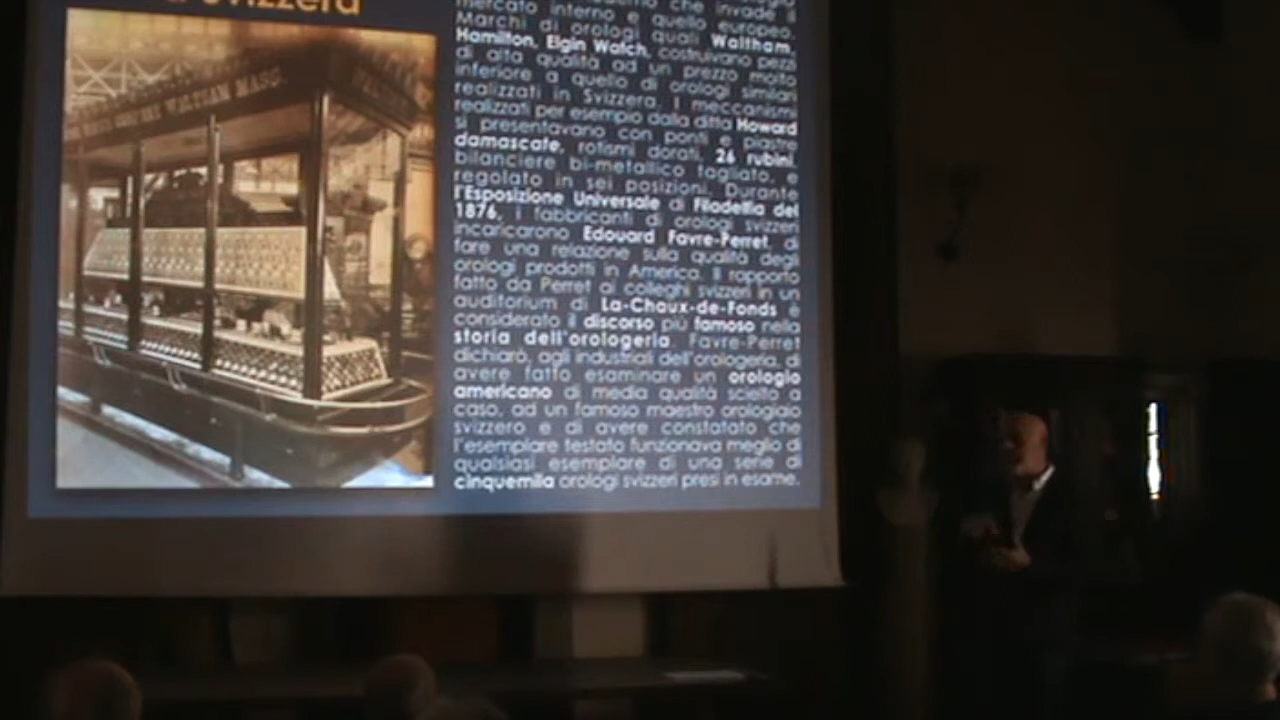 a Svizzera
che invade il
mercato interno e quello europeo.
Marchi di orologi quali Waltham,
Hamilton, Elgin Watch, costruivano pezzi
di alta qualità ad un prezzo molto
inferiore a quello di orologi similari
realizzati in Svizzera. I meccanismi
realizzati per esempio dalla ditta Howard
si presentavano con ponti e piastre
damascate, rotismi dorati, 26 rubini,
bilanciere bi-metallico tagliato, e
regolato in sei posizioni. Durante
l'Esposizione Universale di Filadelfia del
1876, i fabbricanti di orologi svizzeri
incaricarono Edouard Favre-Perret, di
fare una relazione sulla qualità degli
orologi prodotti in America. Il rapporto
fatto da Perret ai colleghi svizzeri in un
auditorium di La-Chaux-de-Fonds è
considerato il discorso più famoso nella
storia dell'orologeria. Favre-Perret
dichiarò, agli industriali dell'orologeria, di
avere fatto esaminare un orologio
americano di media qualità scielto a
caso, ad un famoso maestro orologiaio
svizzero e di avere constatato che
l'esemplare testato funzionava meglio di
qualsiasi esemplare di una serie di
cinquemila orologi svizzeri presi in esame.
WALTHAM MASS.